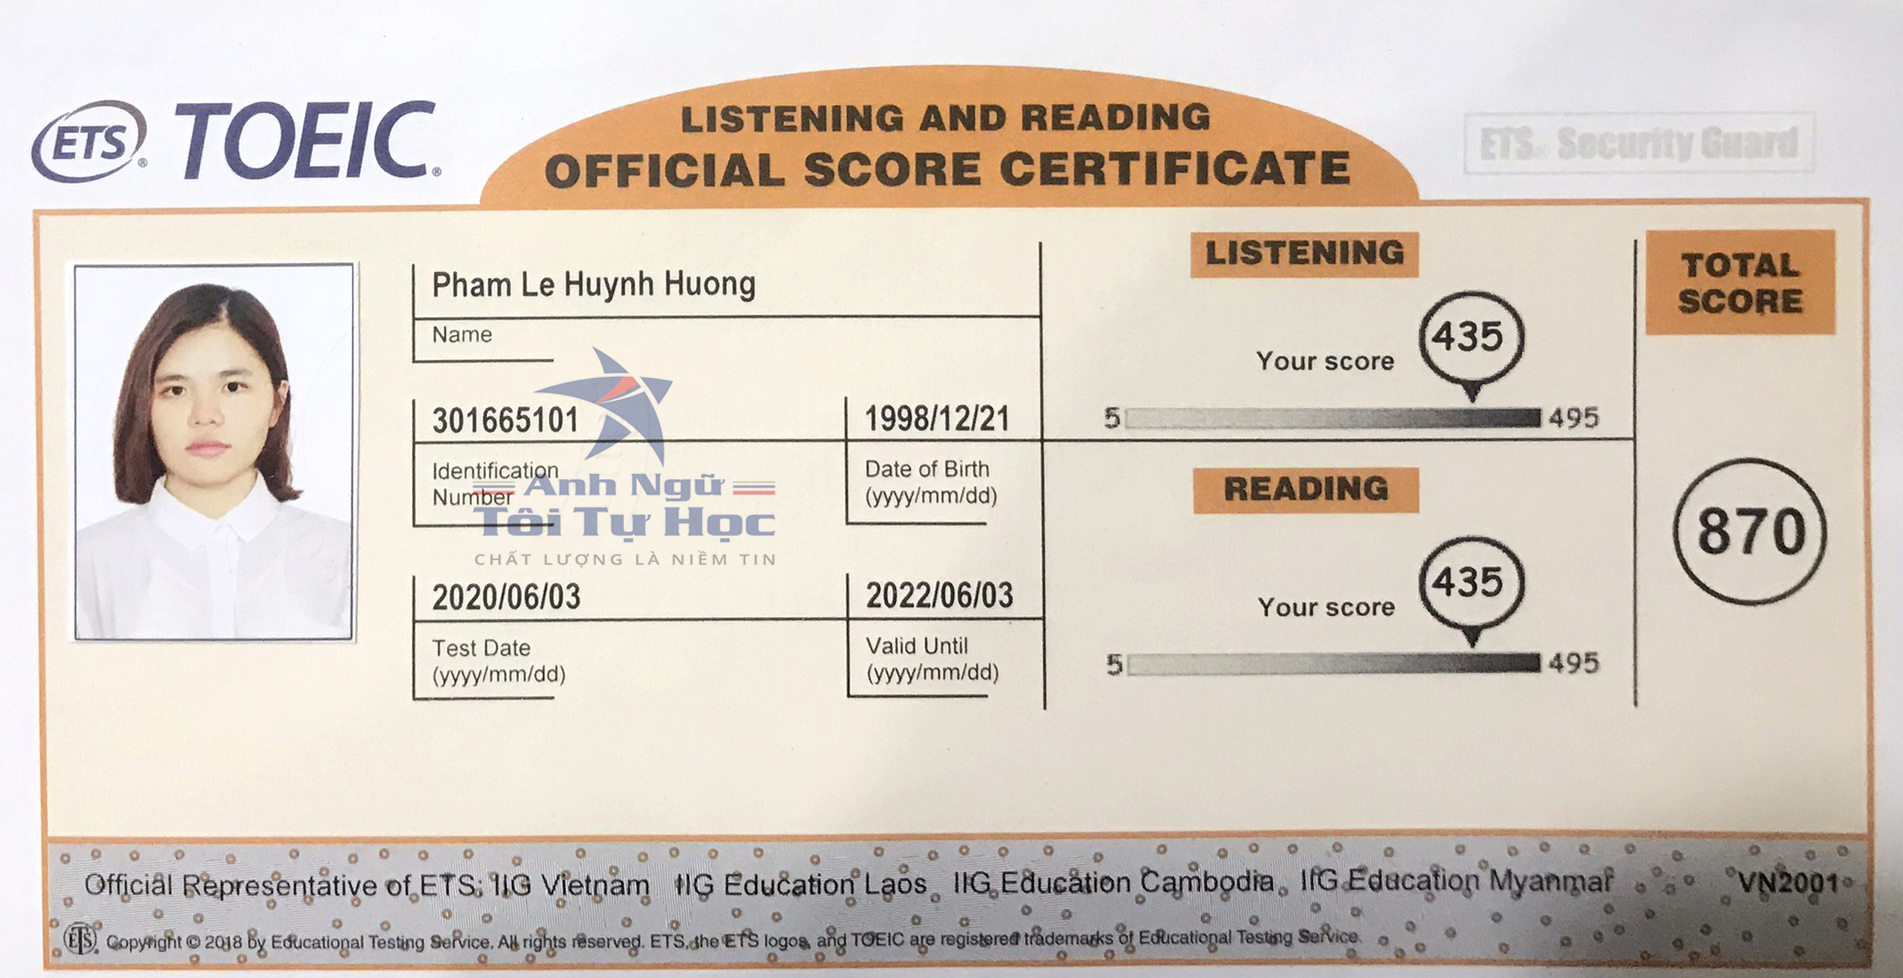 ETS® TOEIC®
LISTENING AND READING
OFFICIAL SCORE CERTIFICATE
ETS® Security Guard
Pham Le Huynh Huong
Name
301665101
Identification
Number
1998/12/21
Date of Birth
(yyyy/mm/dd)
Anh Ngữ
Tôi Tự Học
CHẤT LƯỢNG LÀ NIỀM TIN
2020/06/03
Test Date
(yyyy/mm/dd)
2022/06/03
Valid Until
(yyyy/mm/dd)
LISTENING
Your score 435
5 495
READING
Your score 435
5 495
TOTAL
SCORE
870
Official Representative of ETS: IIG Vietnam IIG Education Laos IIG Education Cambodia IIG Education Myanmar VN2001
ETS® Copyright © 2018 by Educational Testing Service. All rights reserved. ETS, the ETS logos, and TOEIC are registered trademarks of Educational Testing Service.